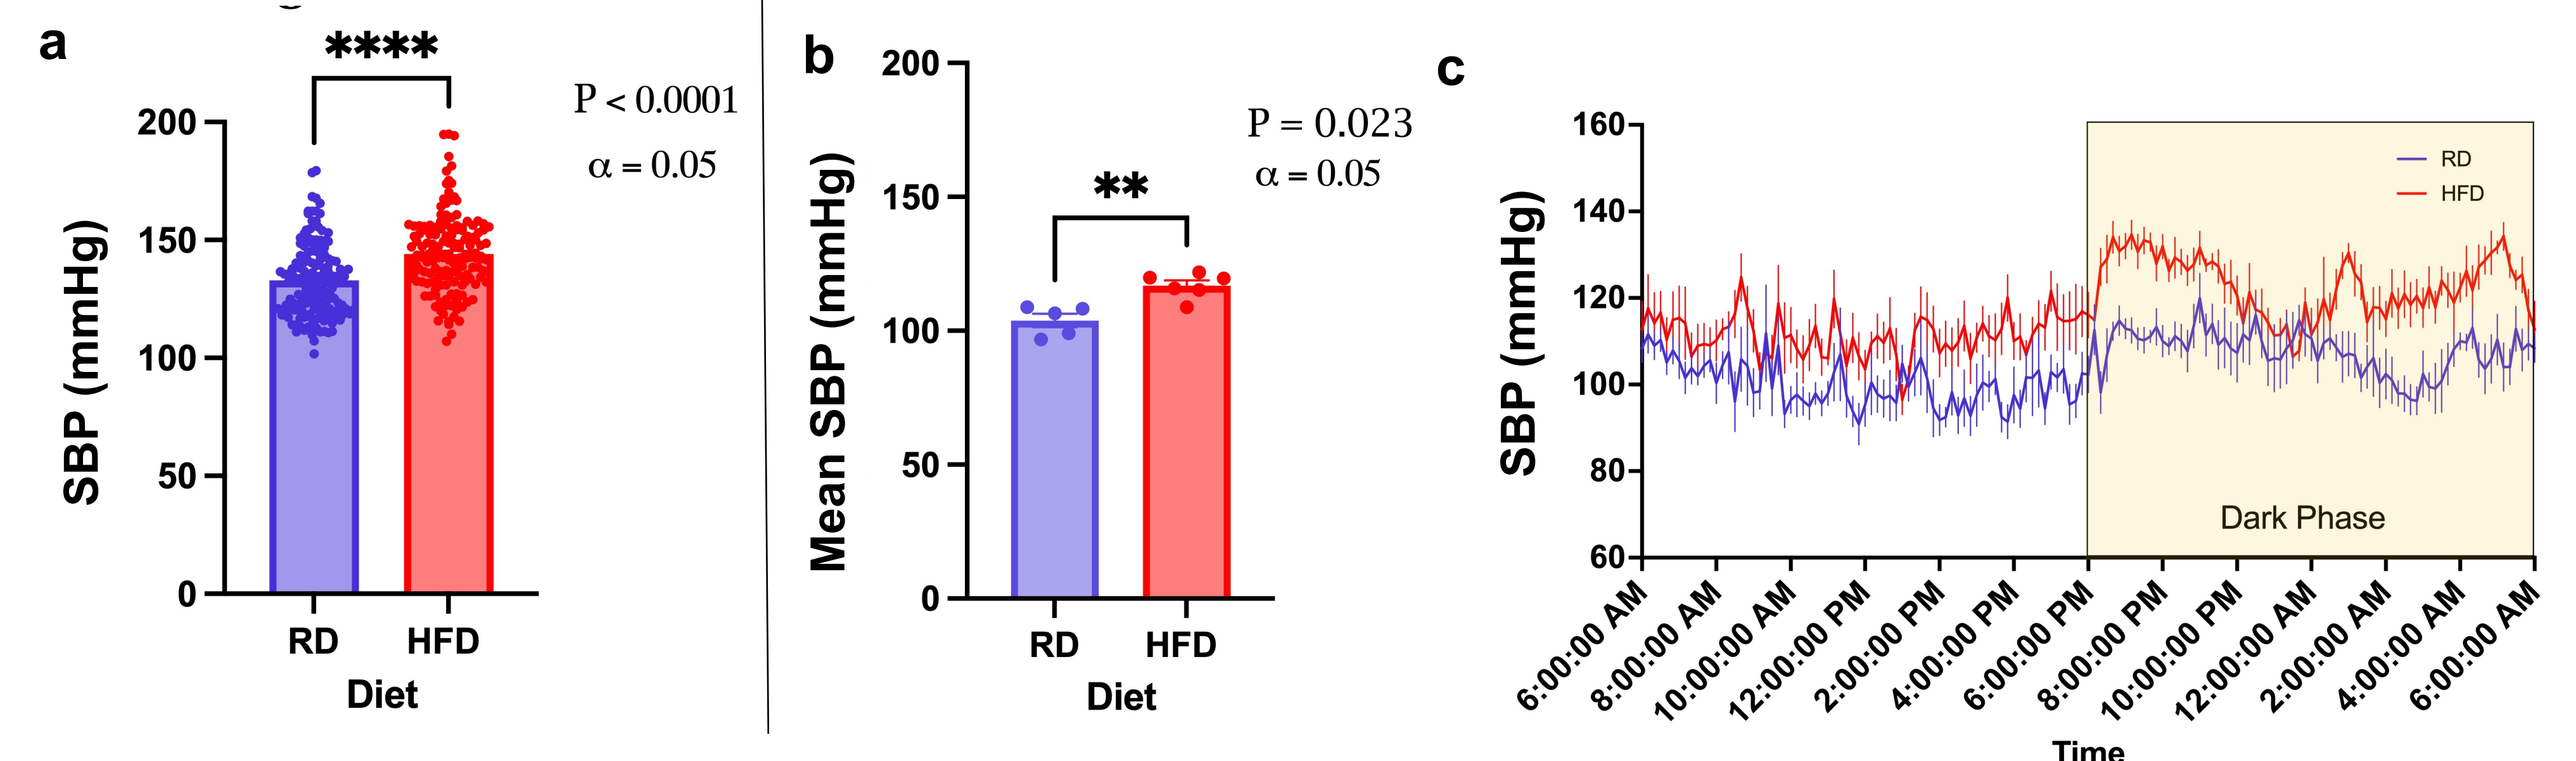 a
****
P < 0.0001
α = 0.05
200
150
100
50
0
SBP (mmHg)
RD HFD
Diet
b
**
P = 0.023
α = 0.05
200
150
100
50
0
Mean SBP (mmHg)
RD HFD
Diet
c
160
140
120
100
80
60
SBP (mmHg)
RD
HFD
Dark Phase
6:00:00 AM
8:00:00 AM
10:00:00 AM
12:00:00 PM
2:00:00 PM
4:00:00 PM
6:00:00 PM
8:00:00 PM
10:00:00 PM
12:00:00 AM
2:00:00 AM
4:00:00 AM
6:00:00 AM
Time